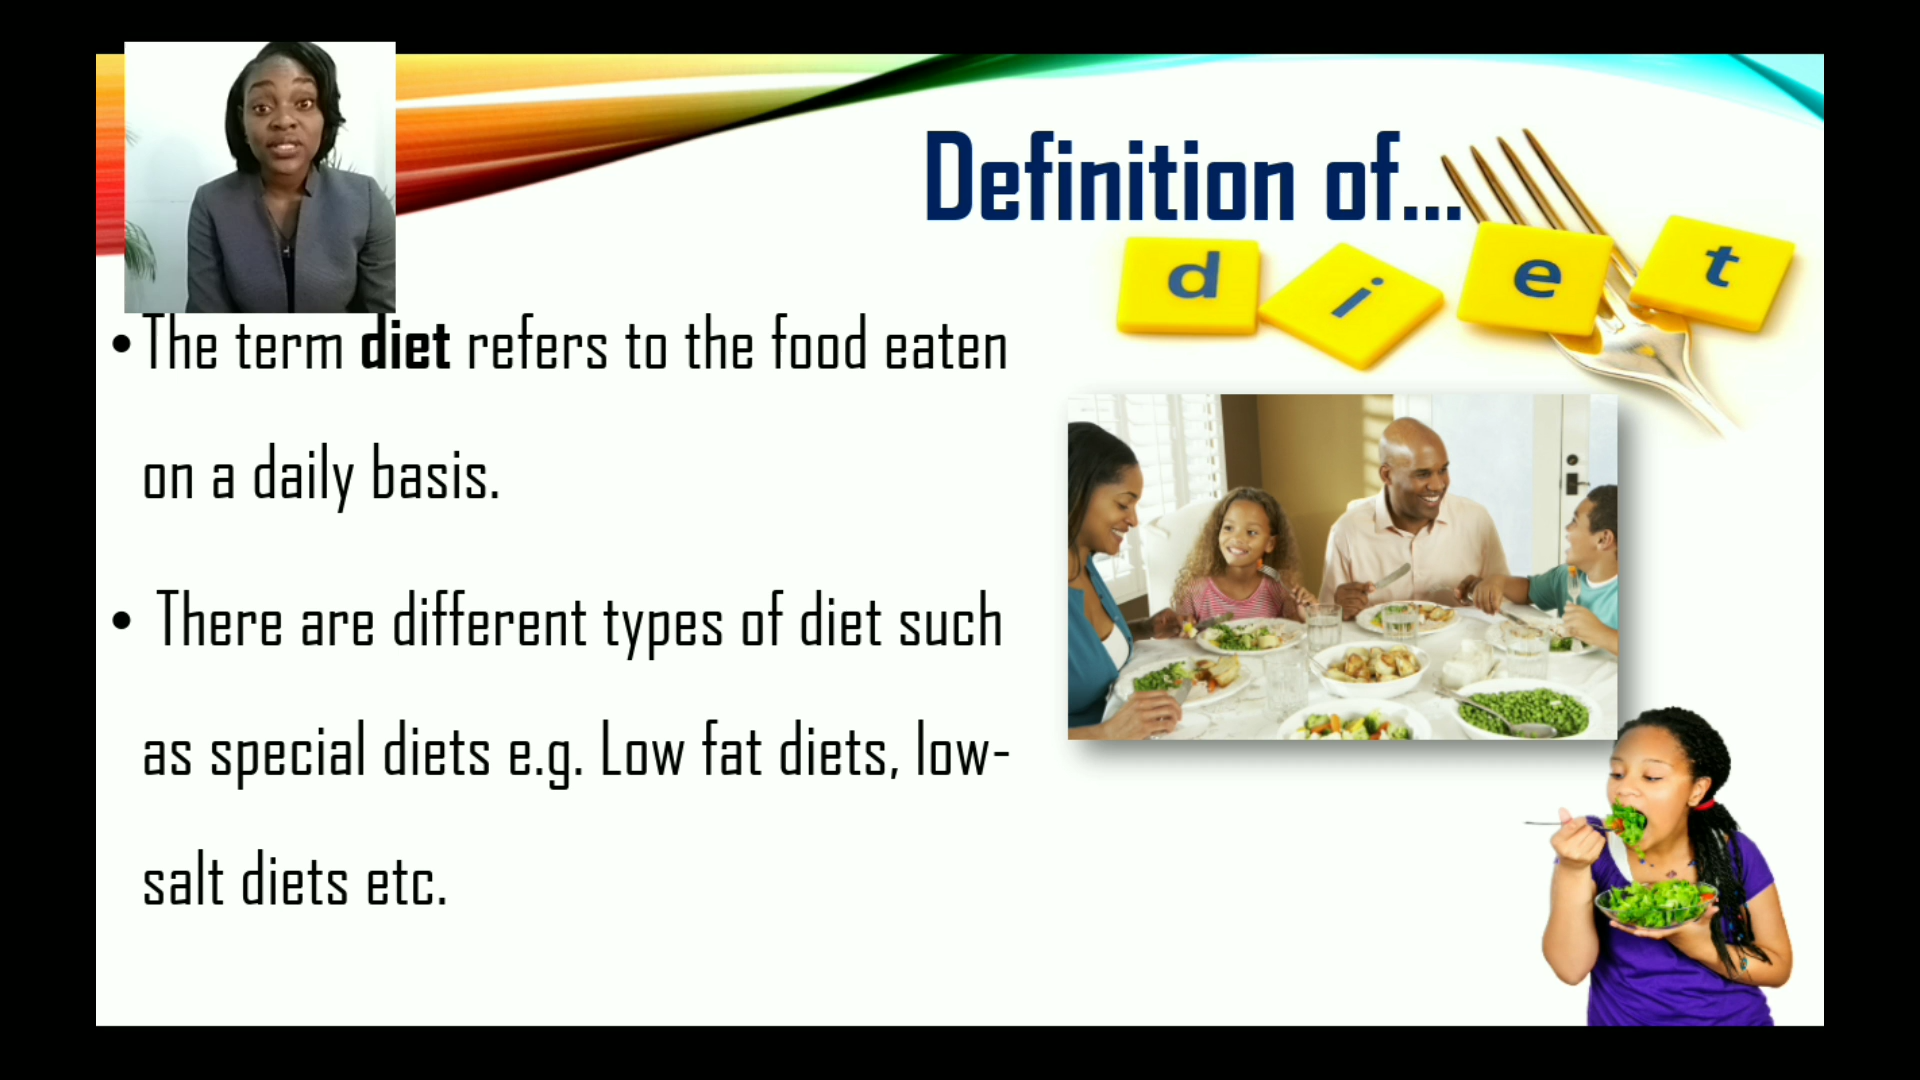 Definition of...
d i e t
•The term diet refers to the food eaten
on a daily basis.
• There are different types of diet such
as special diets e.g. Low fat diets, low-
salt diets etc.